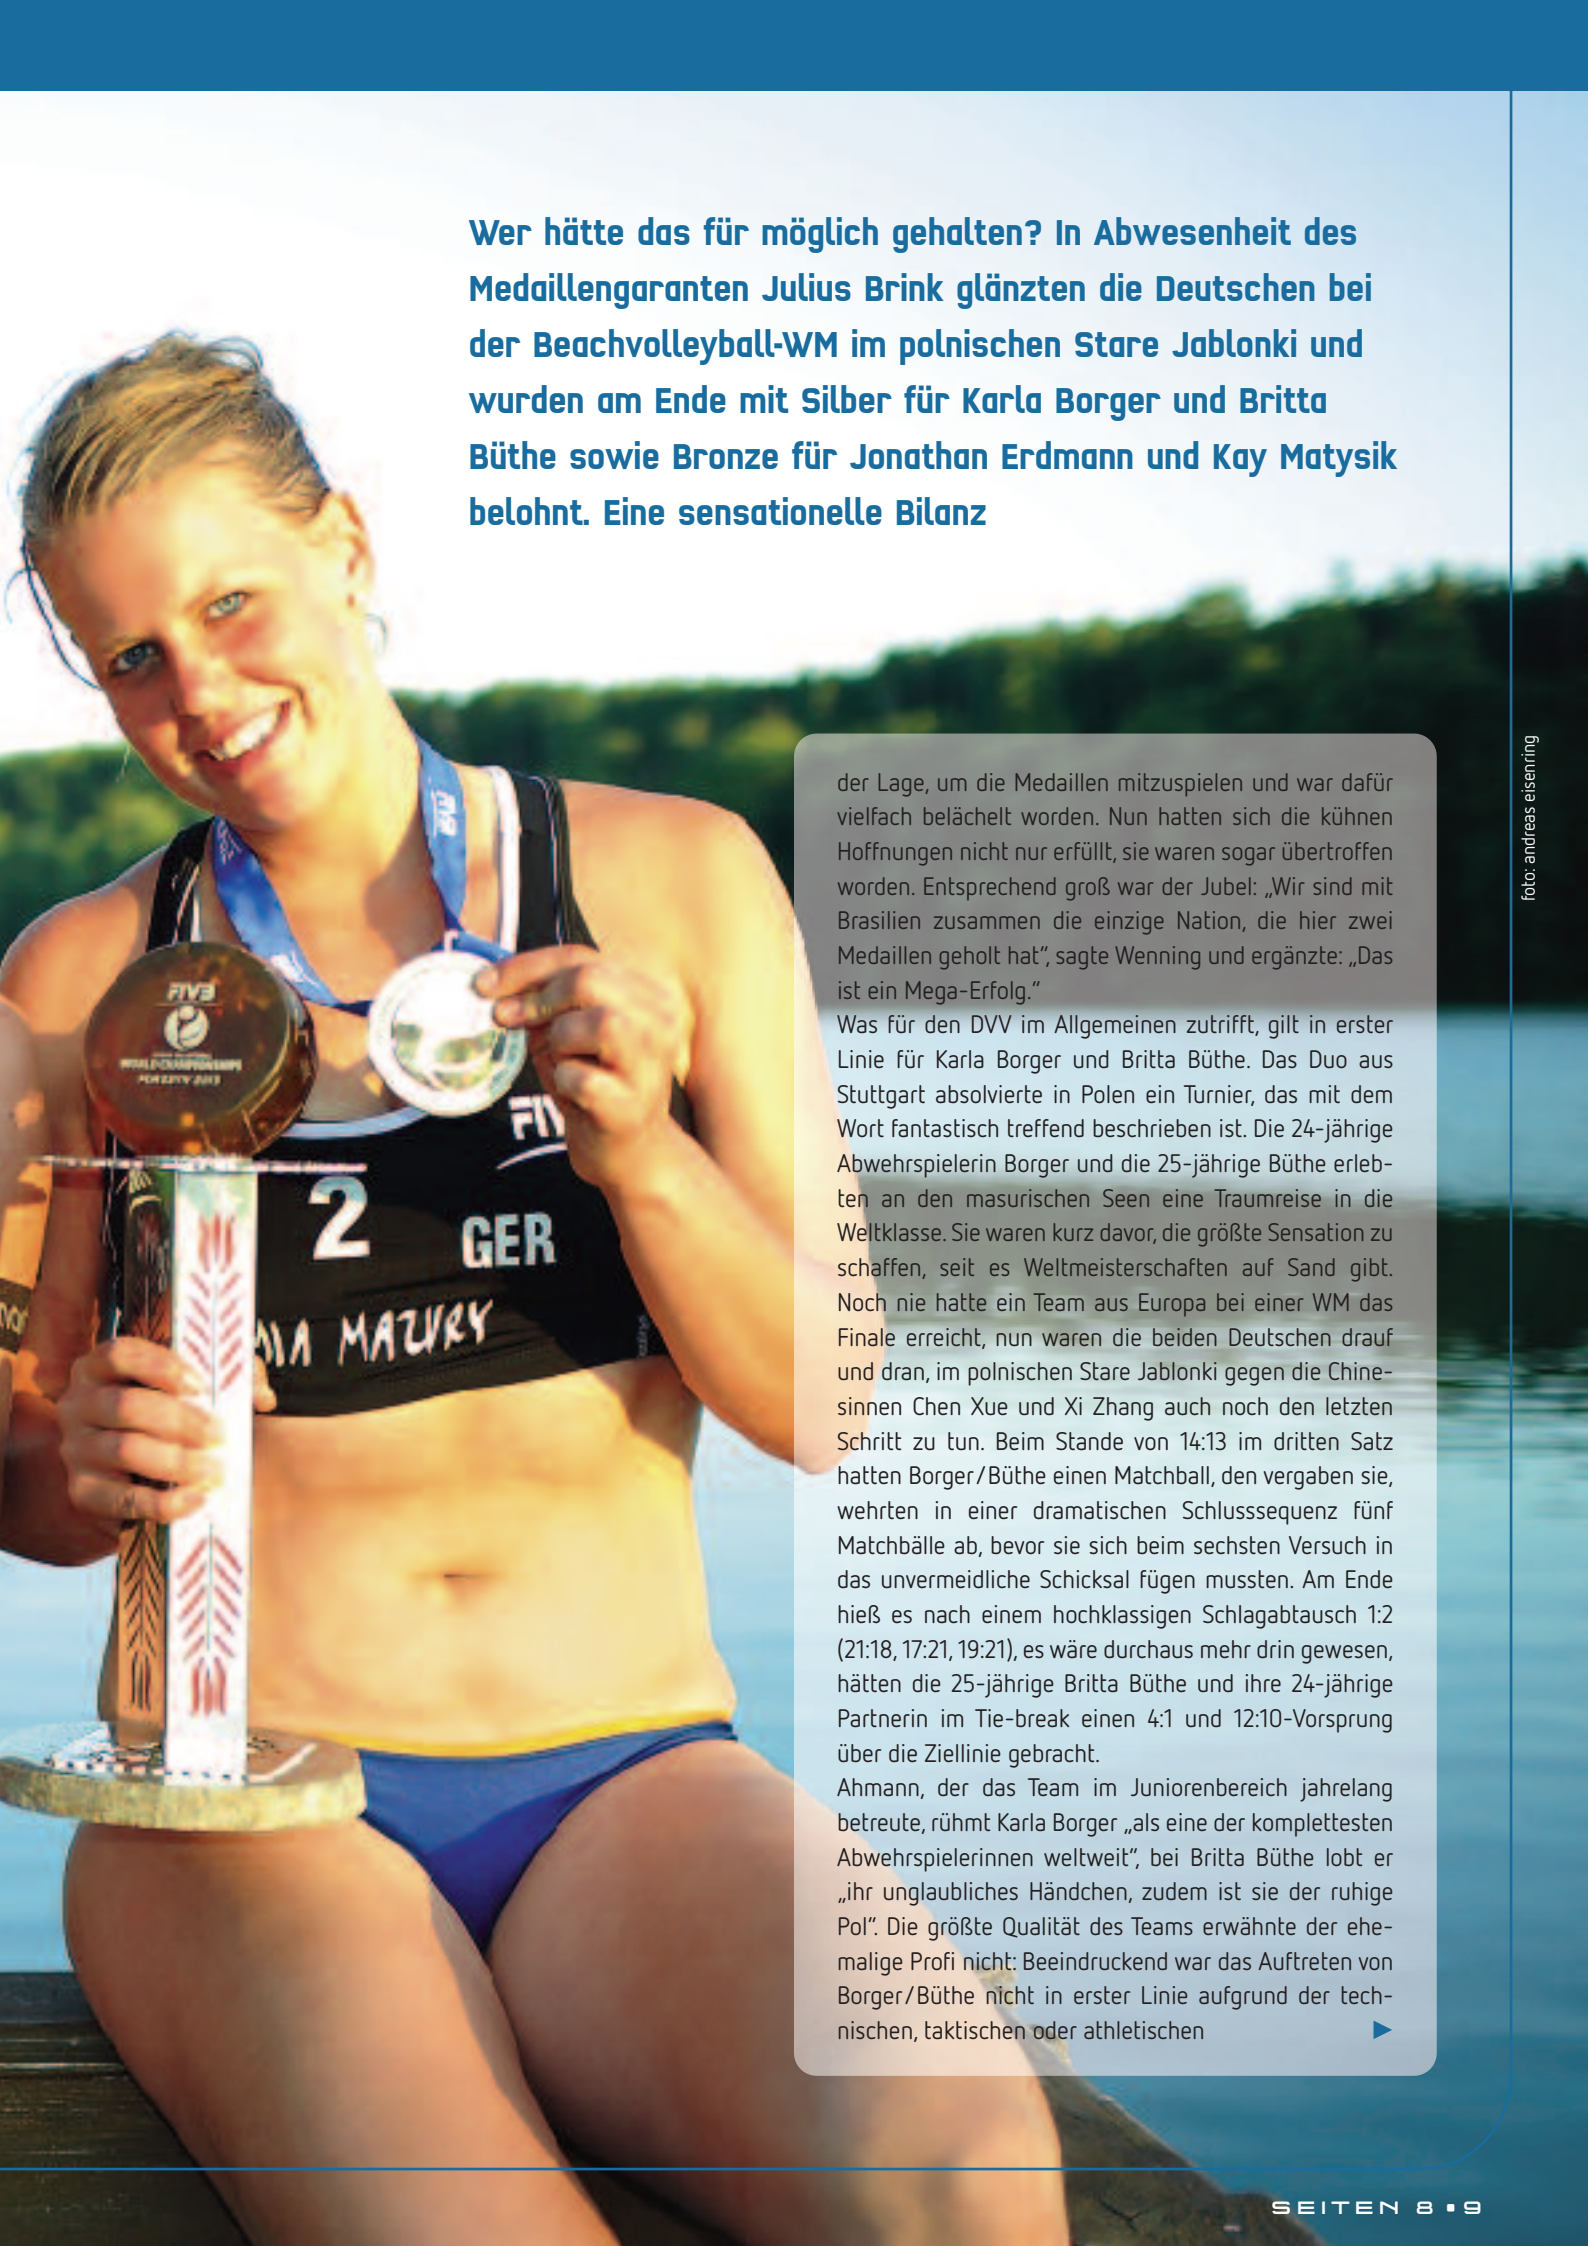 Wer hätte das für möglich gehalten? In Abwesenheit des
Medaillengaranten Julius Brink glänzten die Deutschen bei
der Beachvolleyball-WM im polnischen Stare Jablonki und
wurden am Ende mit Silber für Karla Borger und Britta
Büthe sowie Bronze für Jonathan Erdmann und Kay Matysik
belohnt. Eine sensationelle Bilanz
der Lage, um die Medaillen mitzuspielen und war dafür
vielfach belächelt worden. Nun hatten sich die kühnen
Hoffnungen nicht nur erfüllt, sie waren sogar übertroffen
worden. Entsprechend groß war der Jubel: „Wir sind mit
Brasilien zusammen die einzige Nation, die hier zwei
Medaillen geholt hat“, sagte Wenning und ergänzte: „Das
ist ein Mega-Erfolg.“
Was für den DVV im Allgemeinen zutrifft, gilt in erster
Linie für Karla Borger und Britta Büthe. Das Duo aus
Stuttgart absolvierte in Polen ein Turnier, das mit dem
Wort fantastisch treffend beschrieben ist. Die 24-jährige
Abwehrspielerin Borger und die 25-jährige Büthe erleb-
ten an den masurischen Seen eine Traumreise in die
Weltklasse. Sie waren kurz davor, die größte Sensation zu
schaffen, seit es Weltmeisterschaften auf Sand gibt.
Noch nie hatte ein Team aus Europa bei einer WM das
Finale erreicht, nun waren die beiden Deutschen drauf
und dran, im polnischen Stare Jablonki gegen die Chine-
sinnen Chen Xue und Xi Zhang auch noch den letzten
Schritt zu tun. Beim Stande von 14:13 im dritten Satz
hatten Borger/Büthe einen Matchball, den vergaben sie,
wehrten in einer dramatischen Schlusssequenz fünf
Matchbälle ab, bevor sie sich beim sechsten Versuch in
das unvermeidliche Schicksal fügen mussten. Am Ende
hieß es nach einem hochklassigen Schlagabtausch 1:2
(21:18, 17:21, 19:21), es wäre durchaus mehr drin gewesen,
hätten die 25-jährige Britta Büthe und ihre 24-jährige
Partnerin im Tie-break einen 4:1 und 12:10-Vorsprung
über die Ziellinie gebracht.
Ahmann, der das Team im Juniorenbereich jahrelang
betreute, rühmt Karla Borger „als eine der komplettesten
Abwehrspielerinnen weltweit“, bei Britta Büthe lobt er
„ihr unglaubliches Händchen, zudem ist sie der ruhige
Pol“. Die größte Qualität des Teams erwähnte der ehe-
malige Profi nicht: Beeindruckend war das Auftreten von
Borger/Büthe nicht in erster Linie aufgrund der tech-
nischen, taktischen oder athletischen
foto: andreas eisenring
FIVB
WORLD CHAMPIONSHIPS
2
GER
MAZURY
SEITEN 8 • 9